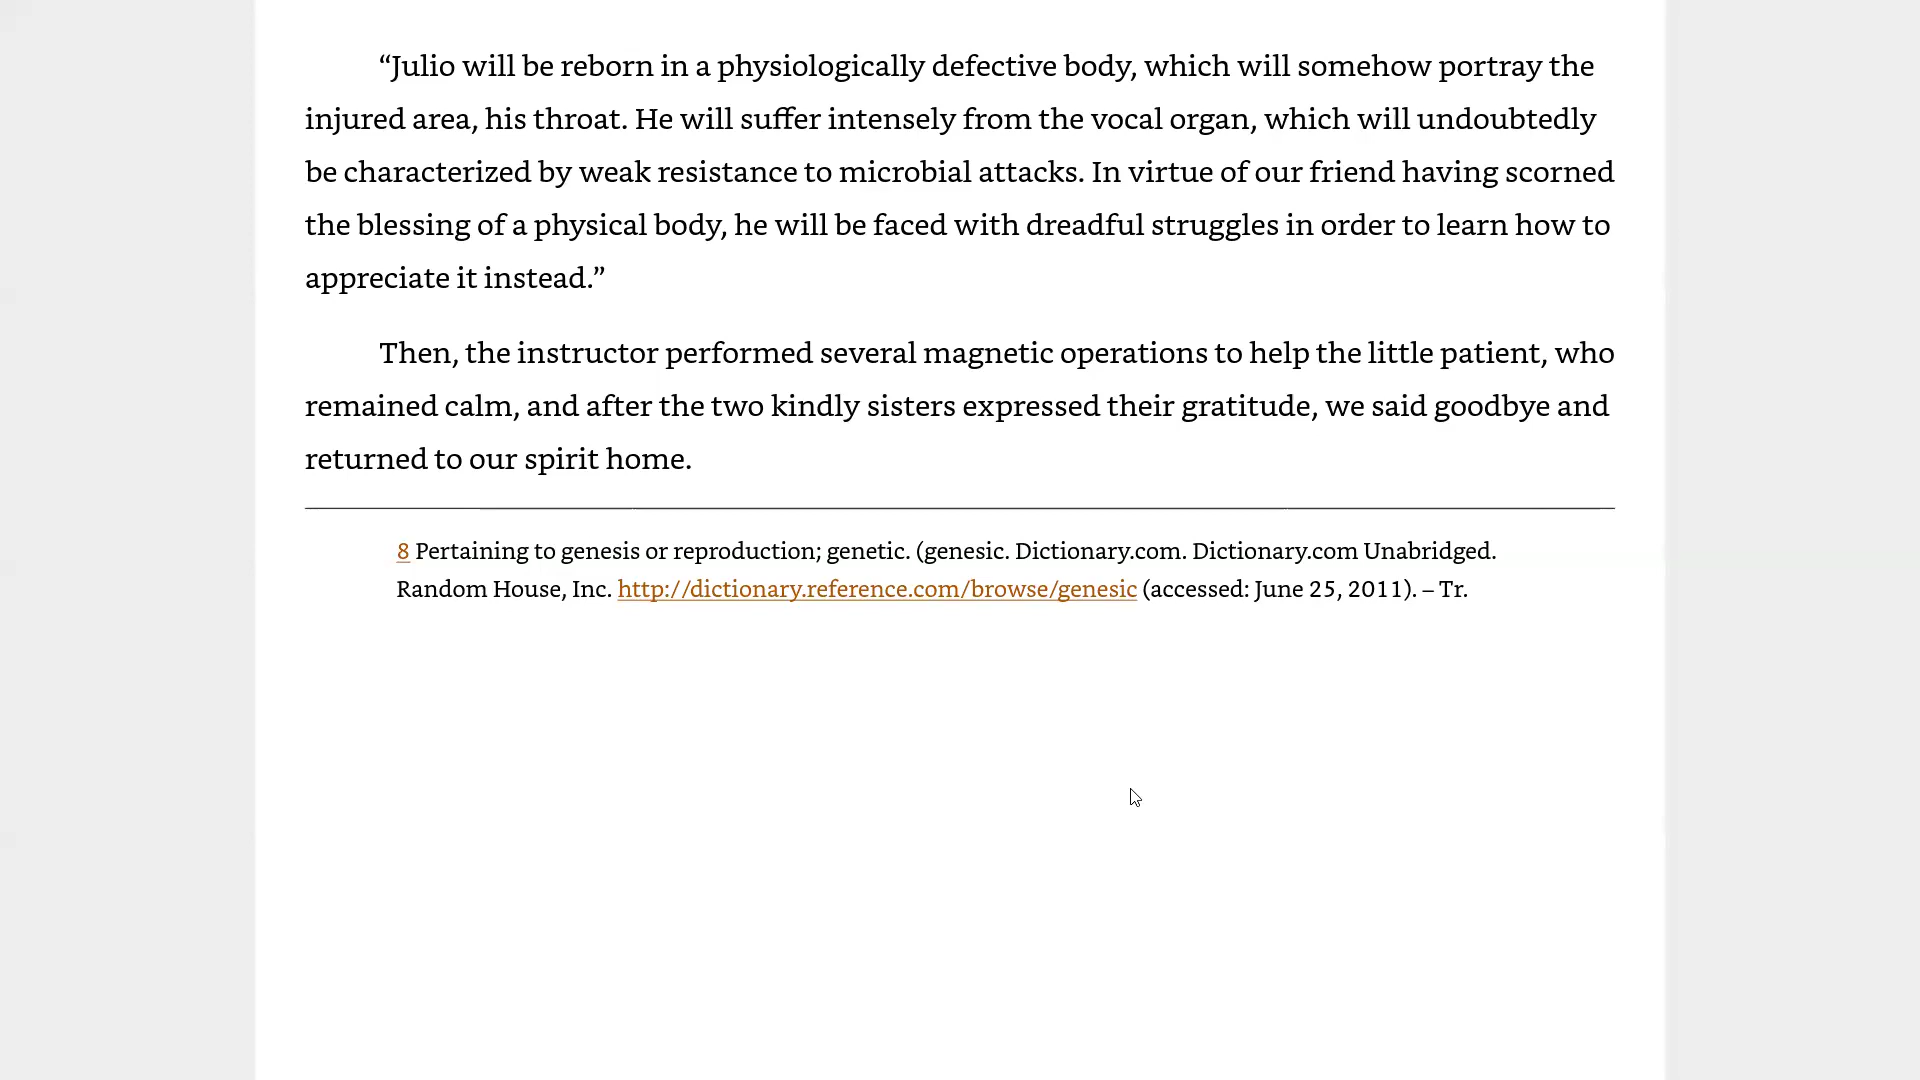 “Julio will be reborn in a physiologically defective body, which will somehow portray the
injured area, his throat. He will suffer intensely from the vocal organ, which will undoubtedly
be characterized by weak resistance to microbial attacks. In virtue of our friend having scorned
the blessing of a physical body, he will be faced with dreadful struggles in order to learn how to
appreciate it instead.”
Then, the instructor performed several magnetic operations to help the little patient, who
remained calm, and after the two kindly sisters expressed their gratitude, we said goodbye and
returned to our spirit home.
8 Pertaining to genesis or reproduction; genetic. (genesic. Dictionary.com. Dictionary.com Unabridged.
Random House, Inc. http://dictionary.reference.com/browse/genesic (accessed: June 25, 2011). – Tr.